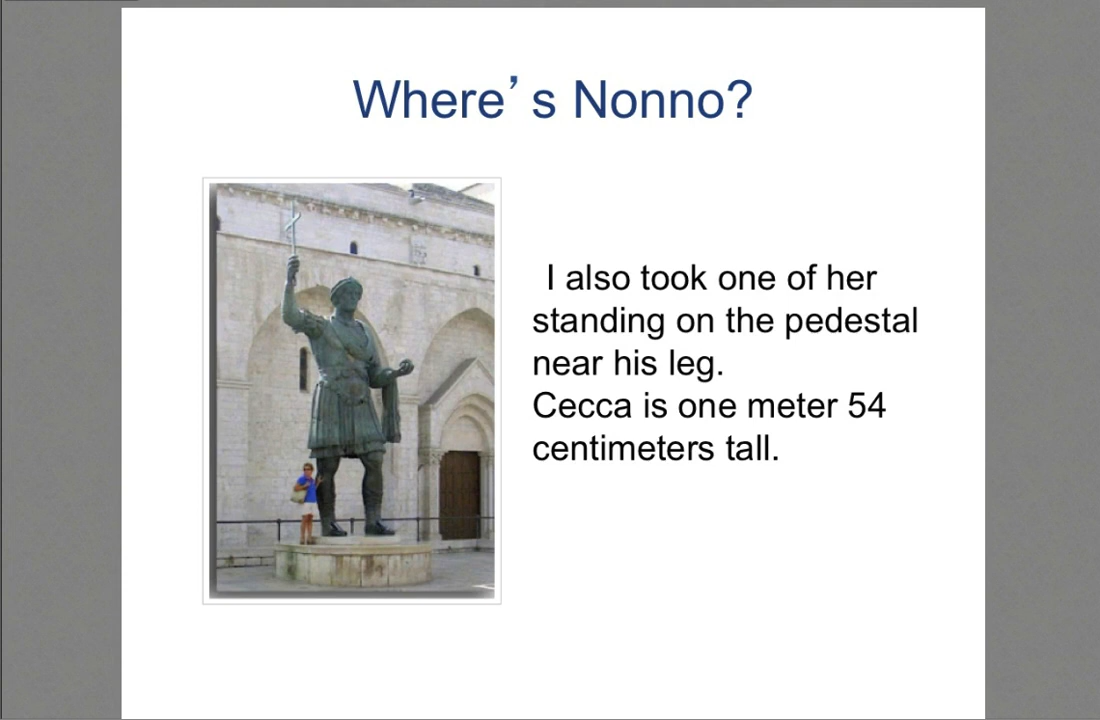 Where’s Nonno?
I also took one of her
standing on the pedestal
near his leg.
Cecca is one meter 54
centimeters tall.